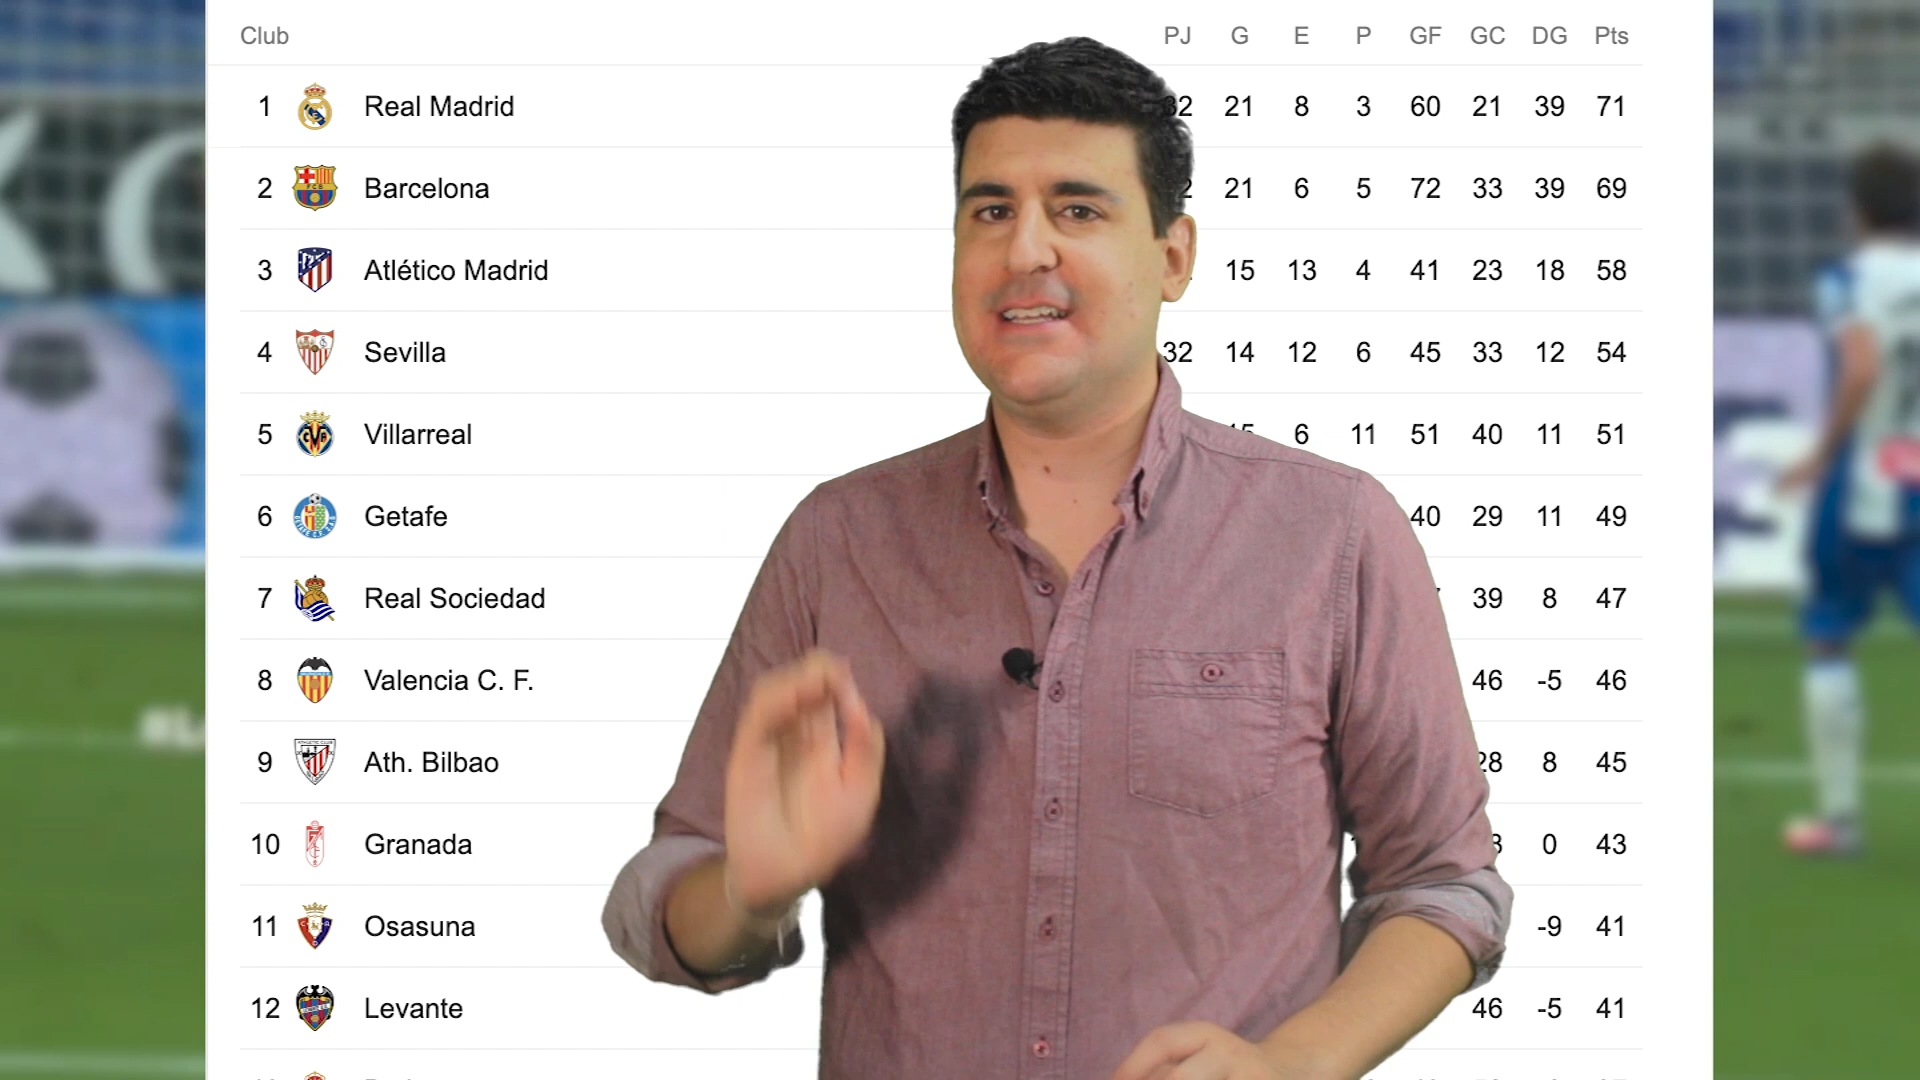 Club PJ G E P GF GC DG Pts
1 Real Madrid 32 21 8 3 60 21 39 71
2 Barcelona 21 6 5 72 33 39 69
3 Atlético Madrid 15 13 4 41 23 18 58
4 Sevilla 32 14 12 6 45 33 12 54
5 Villarreal 15 6 11 51 40 11 51
6 Getafe 40 29 11 49
7 Real Sociedad 39 8 47
8 Valencia C. F. 46 -5 46
9 Ath. Bilbao 28 8 45
10 Granada 0 43
11 Osasuna -9 41
12 Levante 46 -5 41